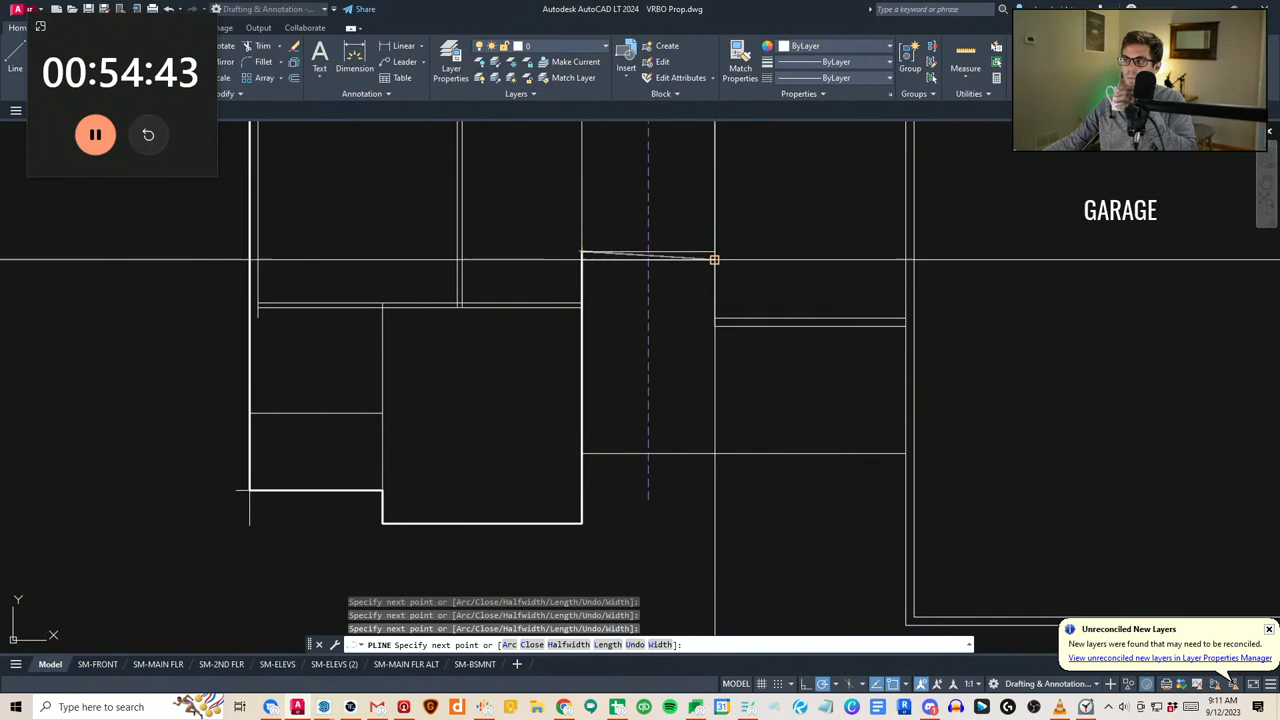 Drafting & Annotation
Share
Autodesk AutoCAD LT 2024 VRBO Prop.dwg
Type a keyword or phrase
Output
Collaborate
Line
Trim
Fillet
Array
Text
Dimension
Linear
Leader
Table
Annotation
Layer
Properties
0
Make Current
Match Layer
Layers
Insert
Create
Edit
Edit Attributes
Block
Match
Properties
ByLayer
ByLayer
ByLayer
Properties
Group
Groups
Measure
Utilities
00:54:43
GARAGE
Y
X
Specify next point or [Arc/Close/Halfwidth/Length/Undo/Width]:
Specify next point or [Arc/Close/Halfwidth/Length/Undo/Width]:
Specify next point or [Arc/Close/Halfwidth/Length/Undo/Width]:
PLINE Specify next point or [Arc Close Halfwidth Length Undo Width]:
Unreconciled New Layers
New layers were found that may need to be reconciled.
View unreconciled new layers in Layer Properties Manager
Model
SM-FRONT
SM-MAIN FLR
SM-2ND FLR
SM-ELEVS
SM-ELEVS (2)
SM-MAIN FLR ALT
SM-BSMNT
MODEL
1:1
Drafting & Annotation
Type here to search
9:11 AM
9/12/2023